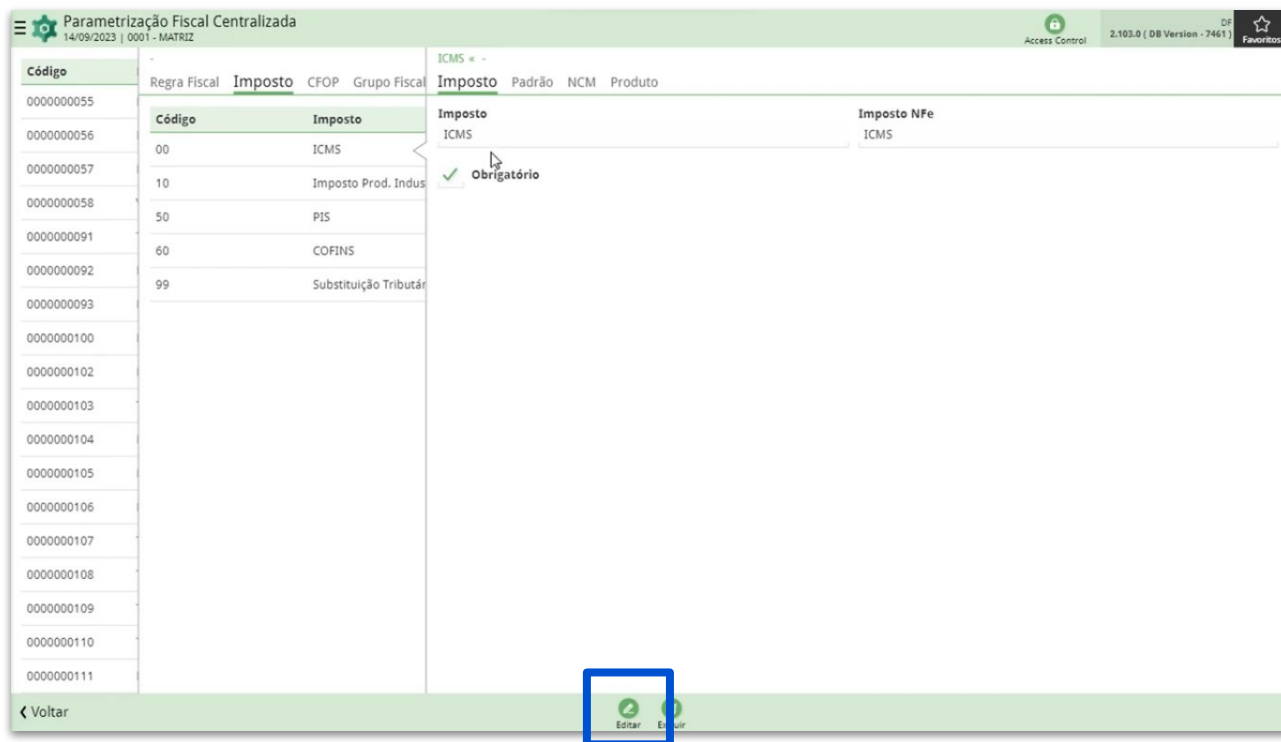 Parametrização Fiscal Centralizada
14/09/2023 | 0001 - MATRIZ
Access Control
DF
2.103.0 ( DB Version - 7461 )
Favoritos
Código
0000000055
0000000056
0000000057
0000000058
0000000091
0000000092
0000000093
0000000100
0000000102
0000000103
0000000104
0000000105
0000000106
0000000107
0000000108
0000000109
0000000110
0000000111
-
Regra Fiscal Imposto CFOP Grupo Fiscal
Código Imposto
00 ICMS
10 Imposto Prod. Indus
50 PIS
60 COFINS
99 Substituição Tributár
ICMS « -
Imposto Padrão NCM Produto
Imposto Imposto NFe
ICMS ICMS
Obrigatório
Voltar
Editar